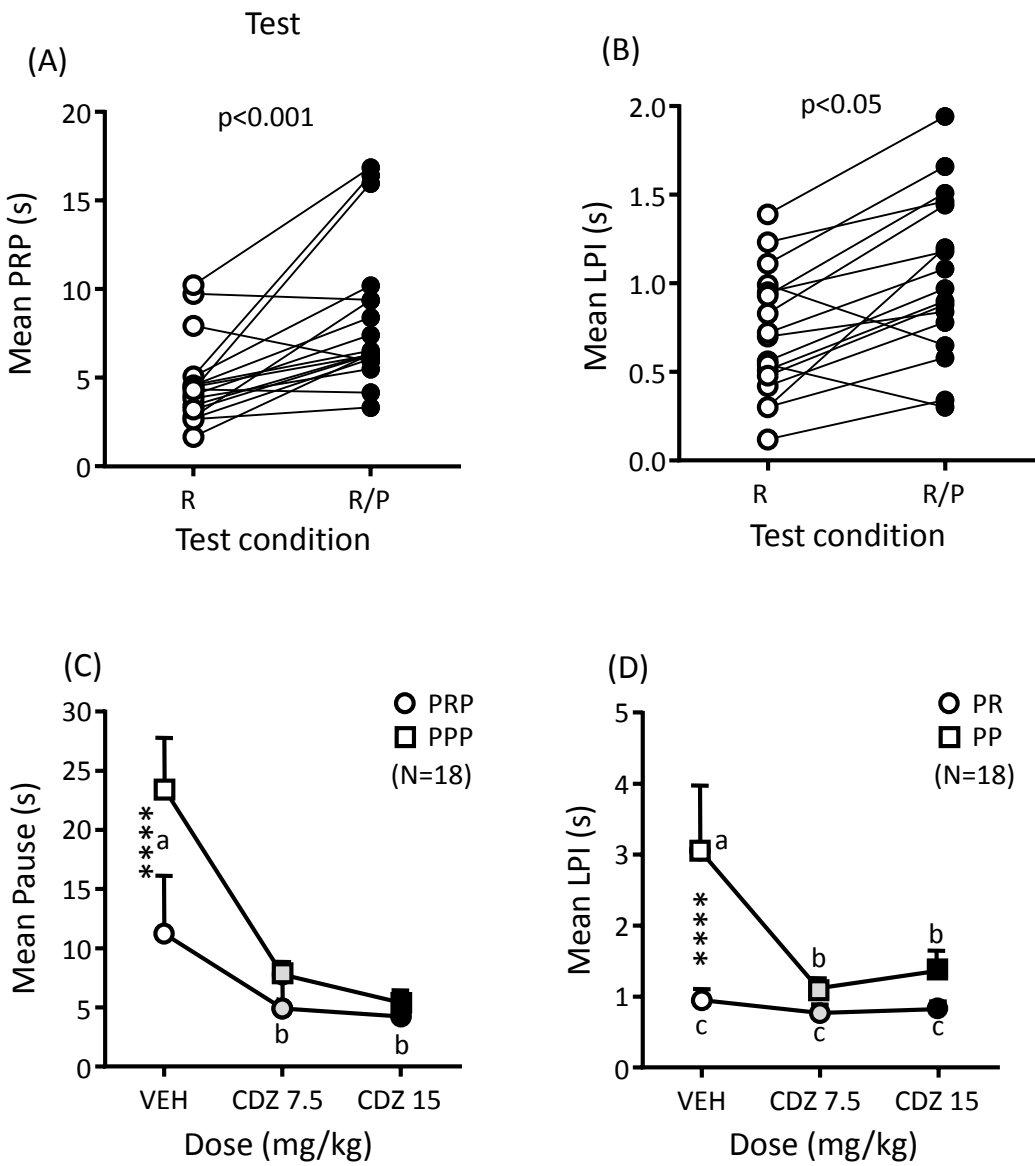 Test
(A)
p<0.001
Mean PRP (s)
20
15
10
5
0
R
R/P
Test condition
(B)
p<0.05
Mean LPI (s)
2.0
1.5
1.0
0.5
0.0
R
R/P
Test condition
(C)
PRP
PPP
(N=18)
Mean Pause (s)
30
25
20
15
10
5
0
****
a
b
b
VEH
CDZ 7.5
CDZ 15
Dose (mg/kg)
(D)
PR
PP
(N=18)
Mean LPI (s)
5
4
3
2
1
0
a
****
b
b
c
c
c
VEH
CDZ 7.5
CDZ 15
Dose (mg/kg)